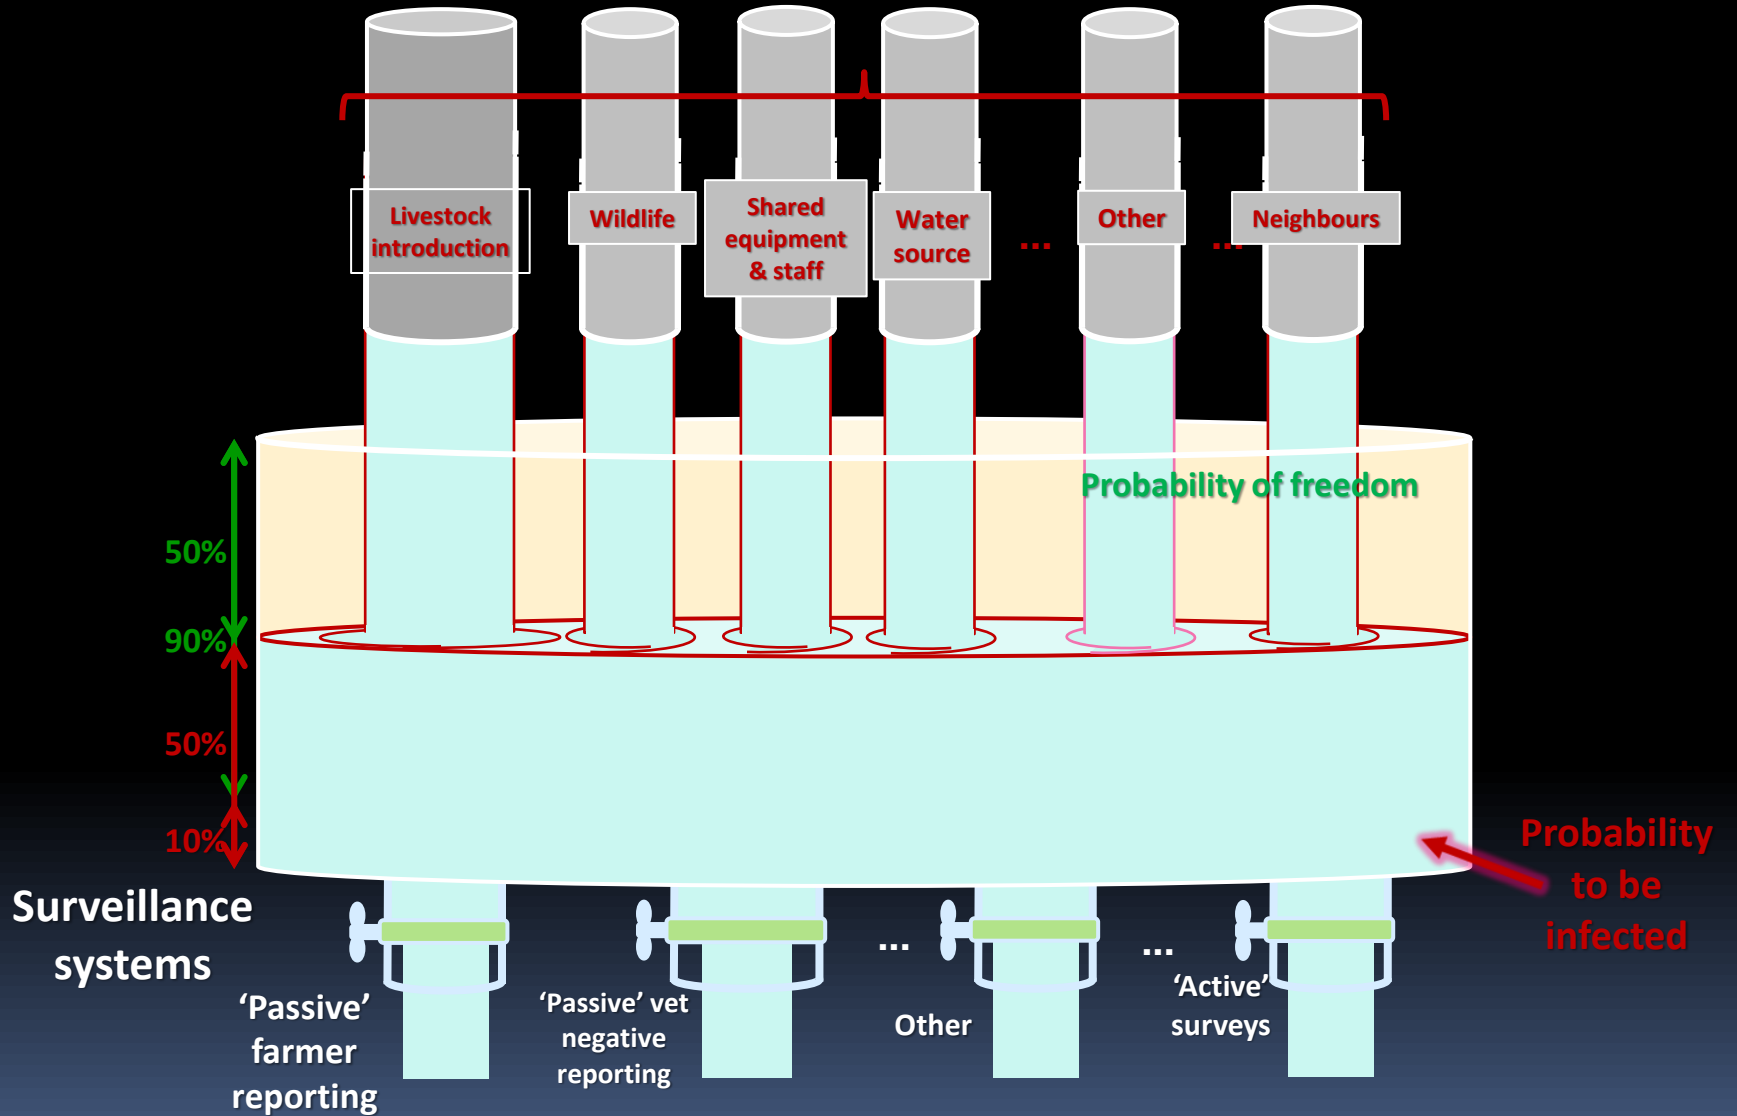 Livestock
introduction
Wildlife
Shared
equipment
& staff
Water
source
...
Other
...
Neighbours
Probability of freedom
50%
90%
50%
10%
Probability
to be
infected
Surveillance
systems
‘Passive’
farmer
reporting
‘Passive’ vet
negative
reporting
...
Other
...
‘Active’
surveys